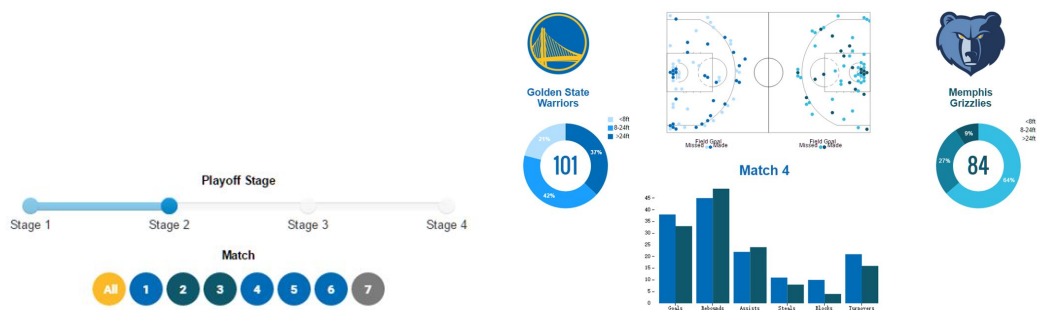 Playoff Stage
Stage 1
Stage 2
Stage 3
Stage 4
Match
All 1 2 3 4 5 6 7
Golden State
Warriors
<8ft
8-24ft
>24ft
21%
37%
42%
101
Field Goal
Missed Made
Field Goal
Missed Made
Match 4
45
40
35
30
25
20
15
10
5
0
Goals
Rebounds
Assists
Steals
Blocks
Turnovers
Memphis
Grizzlies
<8ft
8-24ft
>24ft
9%
27%
64%
84